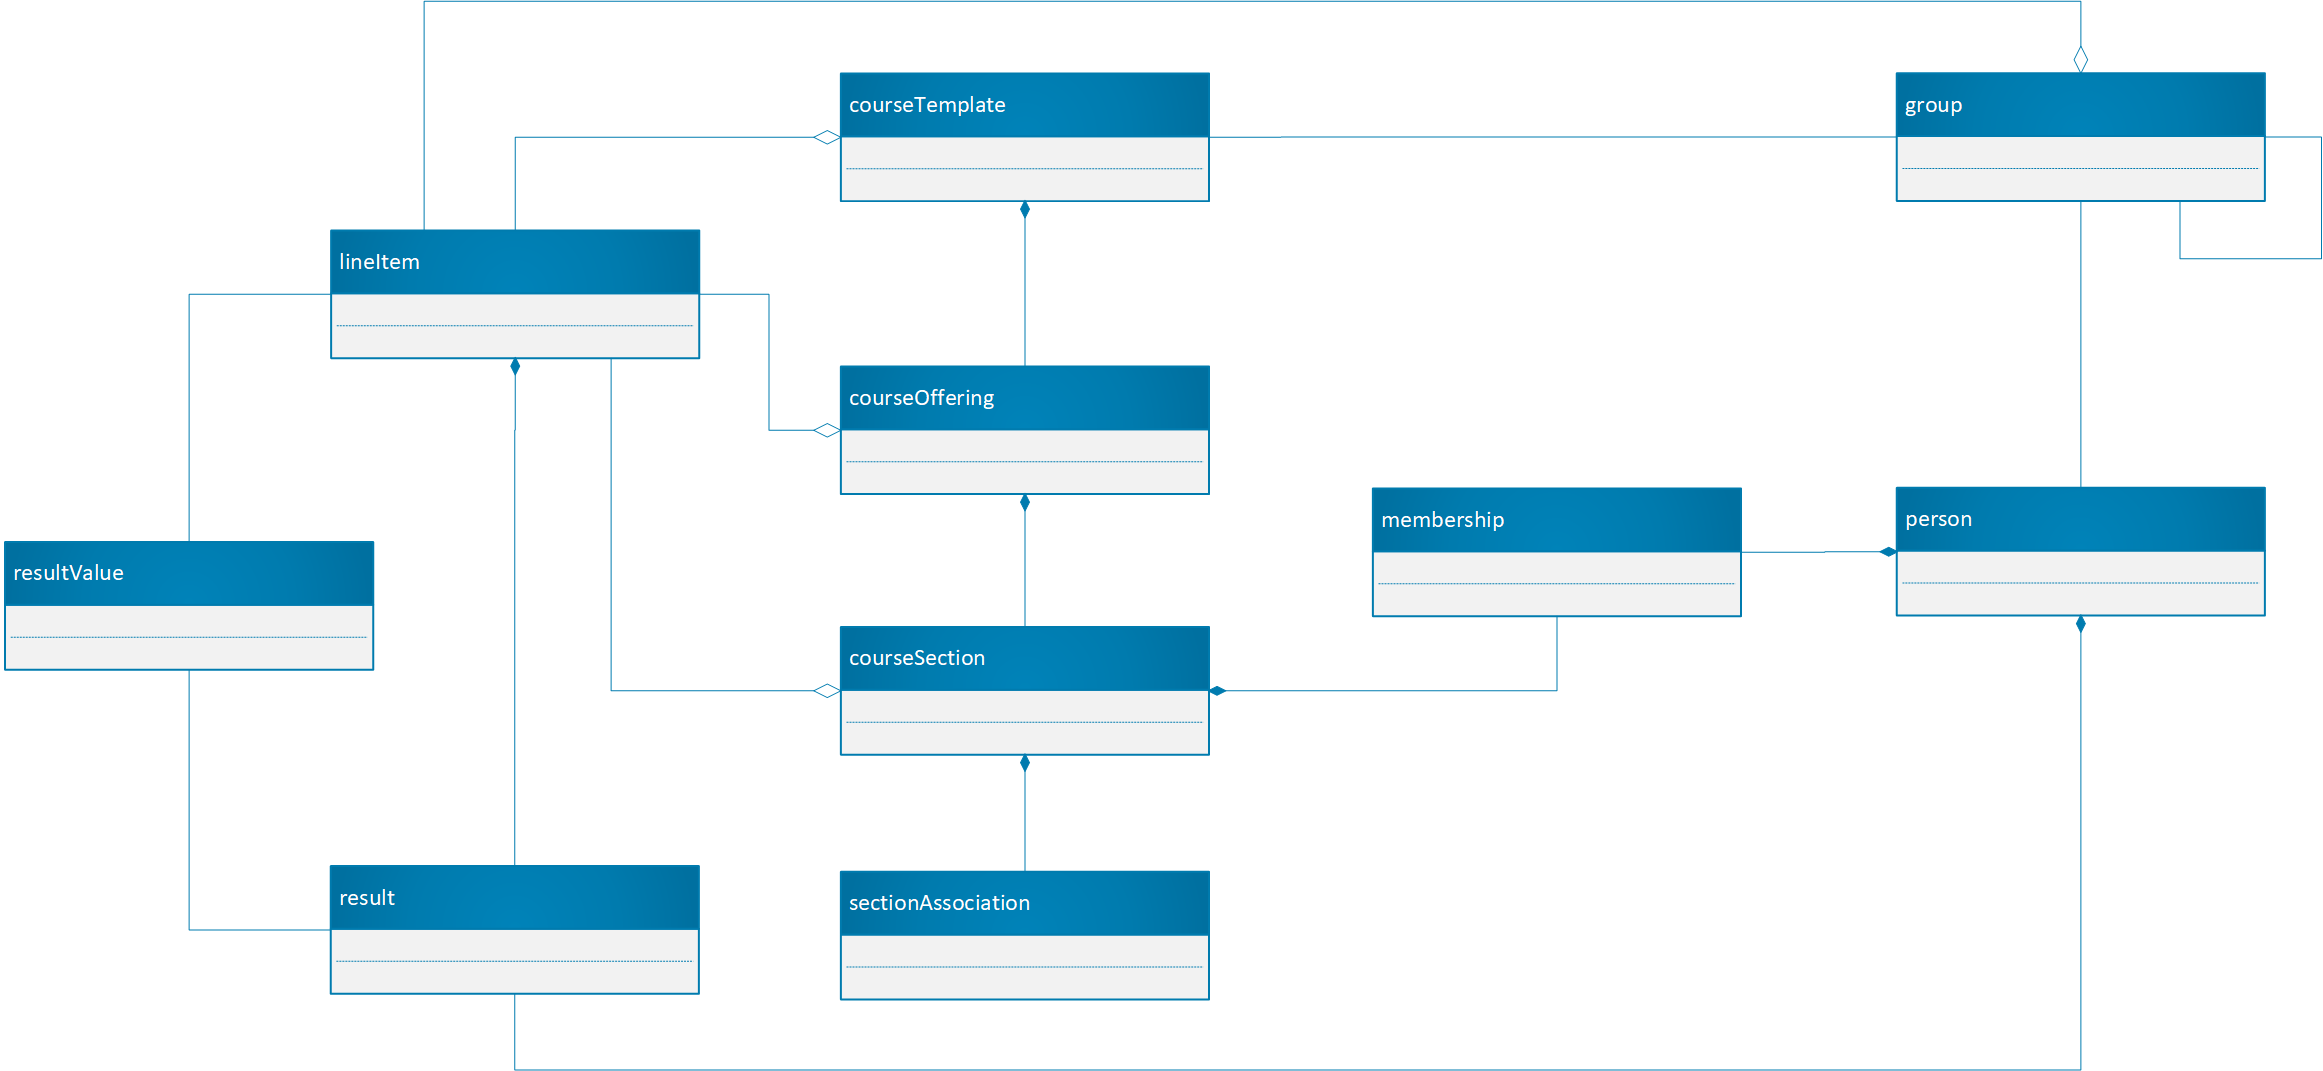 courseTemplate
group
lineItem
courseOffering
membership
person
resultValue
courseSection
result
sectionAssociation